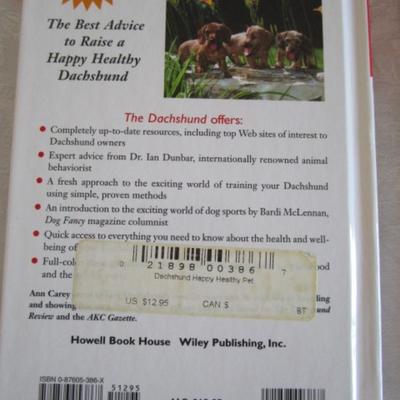 The Best Advice
to Raise a
Happy Healthy
Dachshund
The Dachshund offers:
• Completely up-to-date resources, including top Web sites of interest to
Dachshund owners
• Expert advice from Dr. Ian Dunbar, internationally renowned animal
behaviorist
• A fresh approach to the exciting world of training your Dachshund
using simple, proven methods
• An introduction to the exciting world of dog sports by Bardi McLennan,
Dog Fancy magazine columnist
• Quick access to everything you need to know about the health and well-
being of
• Full-colo
ood
and the
0 21898 00386 7
Dachshund Happy Healthy Pet
US $12.95 CAN $ BT
Ann Carey
ding
and showing
und
Review and the AKC Gazette.
Howell Book House Wiley Publishing, Inc.
ISBN 0-87605-386-X
51295